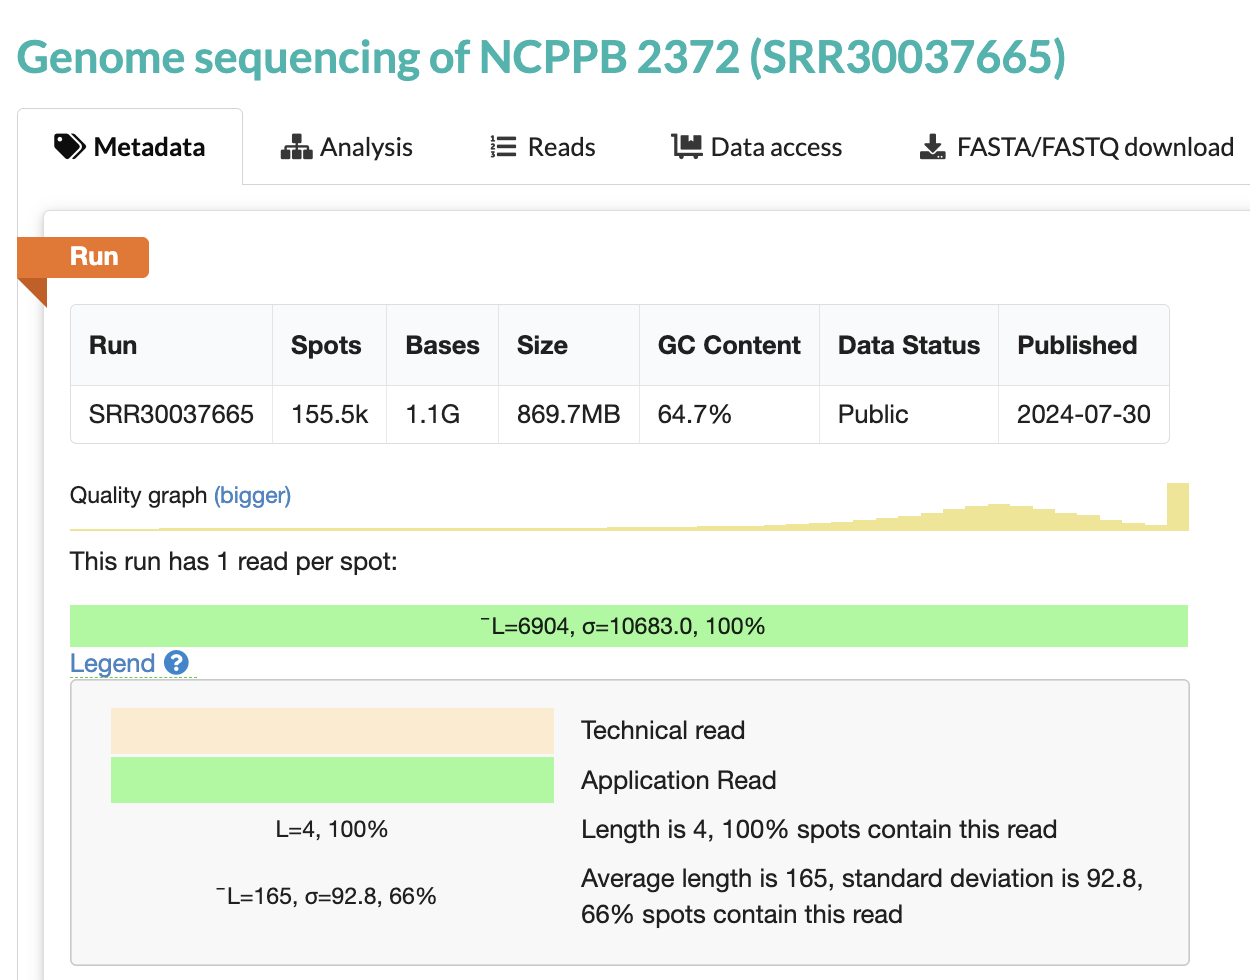 Genome sequencing of NCPPB 2372 (SRR30037665)
Metadata Analysis Reads Data access FASTA/FASTQ download
Run
Run Spots Bases Size GC Content Data Status Published
SRR30037665 155.5k 1.1G 869.7MB 64.7% Public 2024-07-30
Quality graph (bigger)
This run has 1 read per spot:
¯L=6904, σ=10683.0, 100%
Legend ?
Technical read
Application Read
L=4, 100% Length is 4, 100% spots contain this read
¯L=165, σ=92.8, 66% Average length is 165, standard deviation is 92.8,
66% spots contain this read